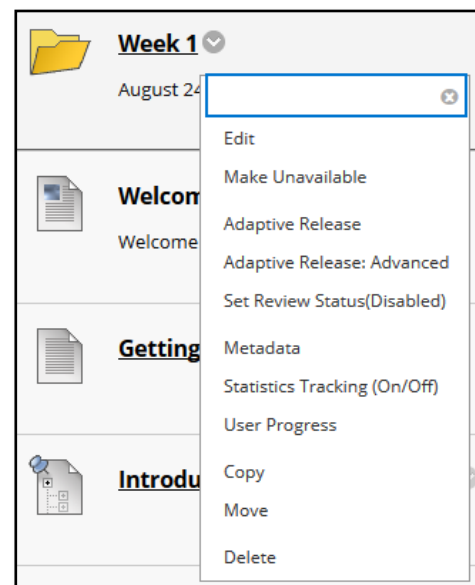 Week 1
August 24
Edit
Make Unavailable
Welcom
Adaptive Release
Welcome
Adaptive Release: Advanced
Set Review Status(Disabled)
Getting
Metadata
Statistics Tracking (On/Off)
User Progress
Introdu
Copy
Move
Delete